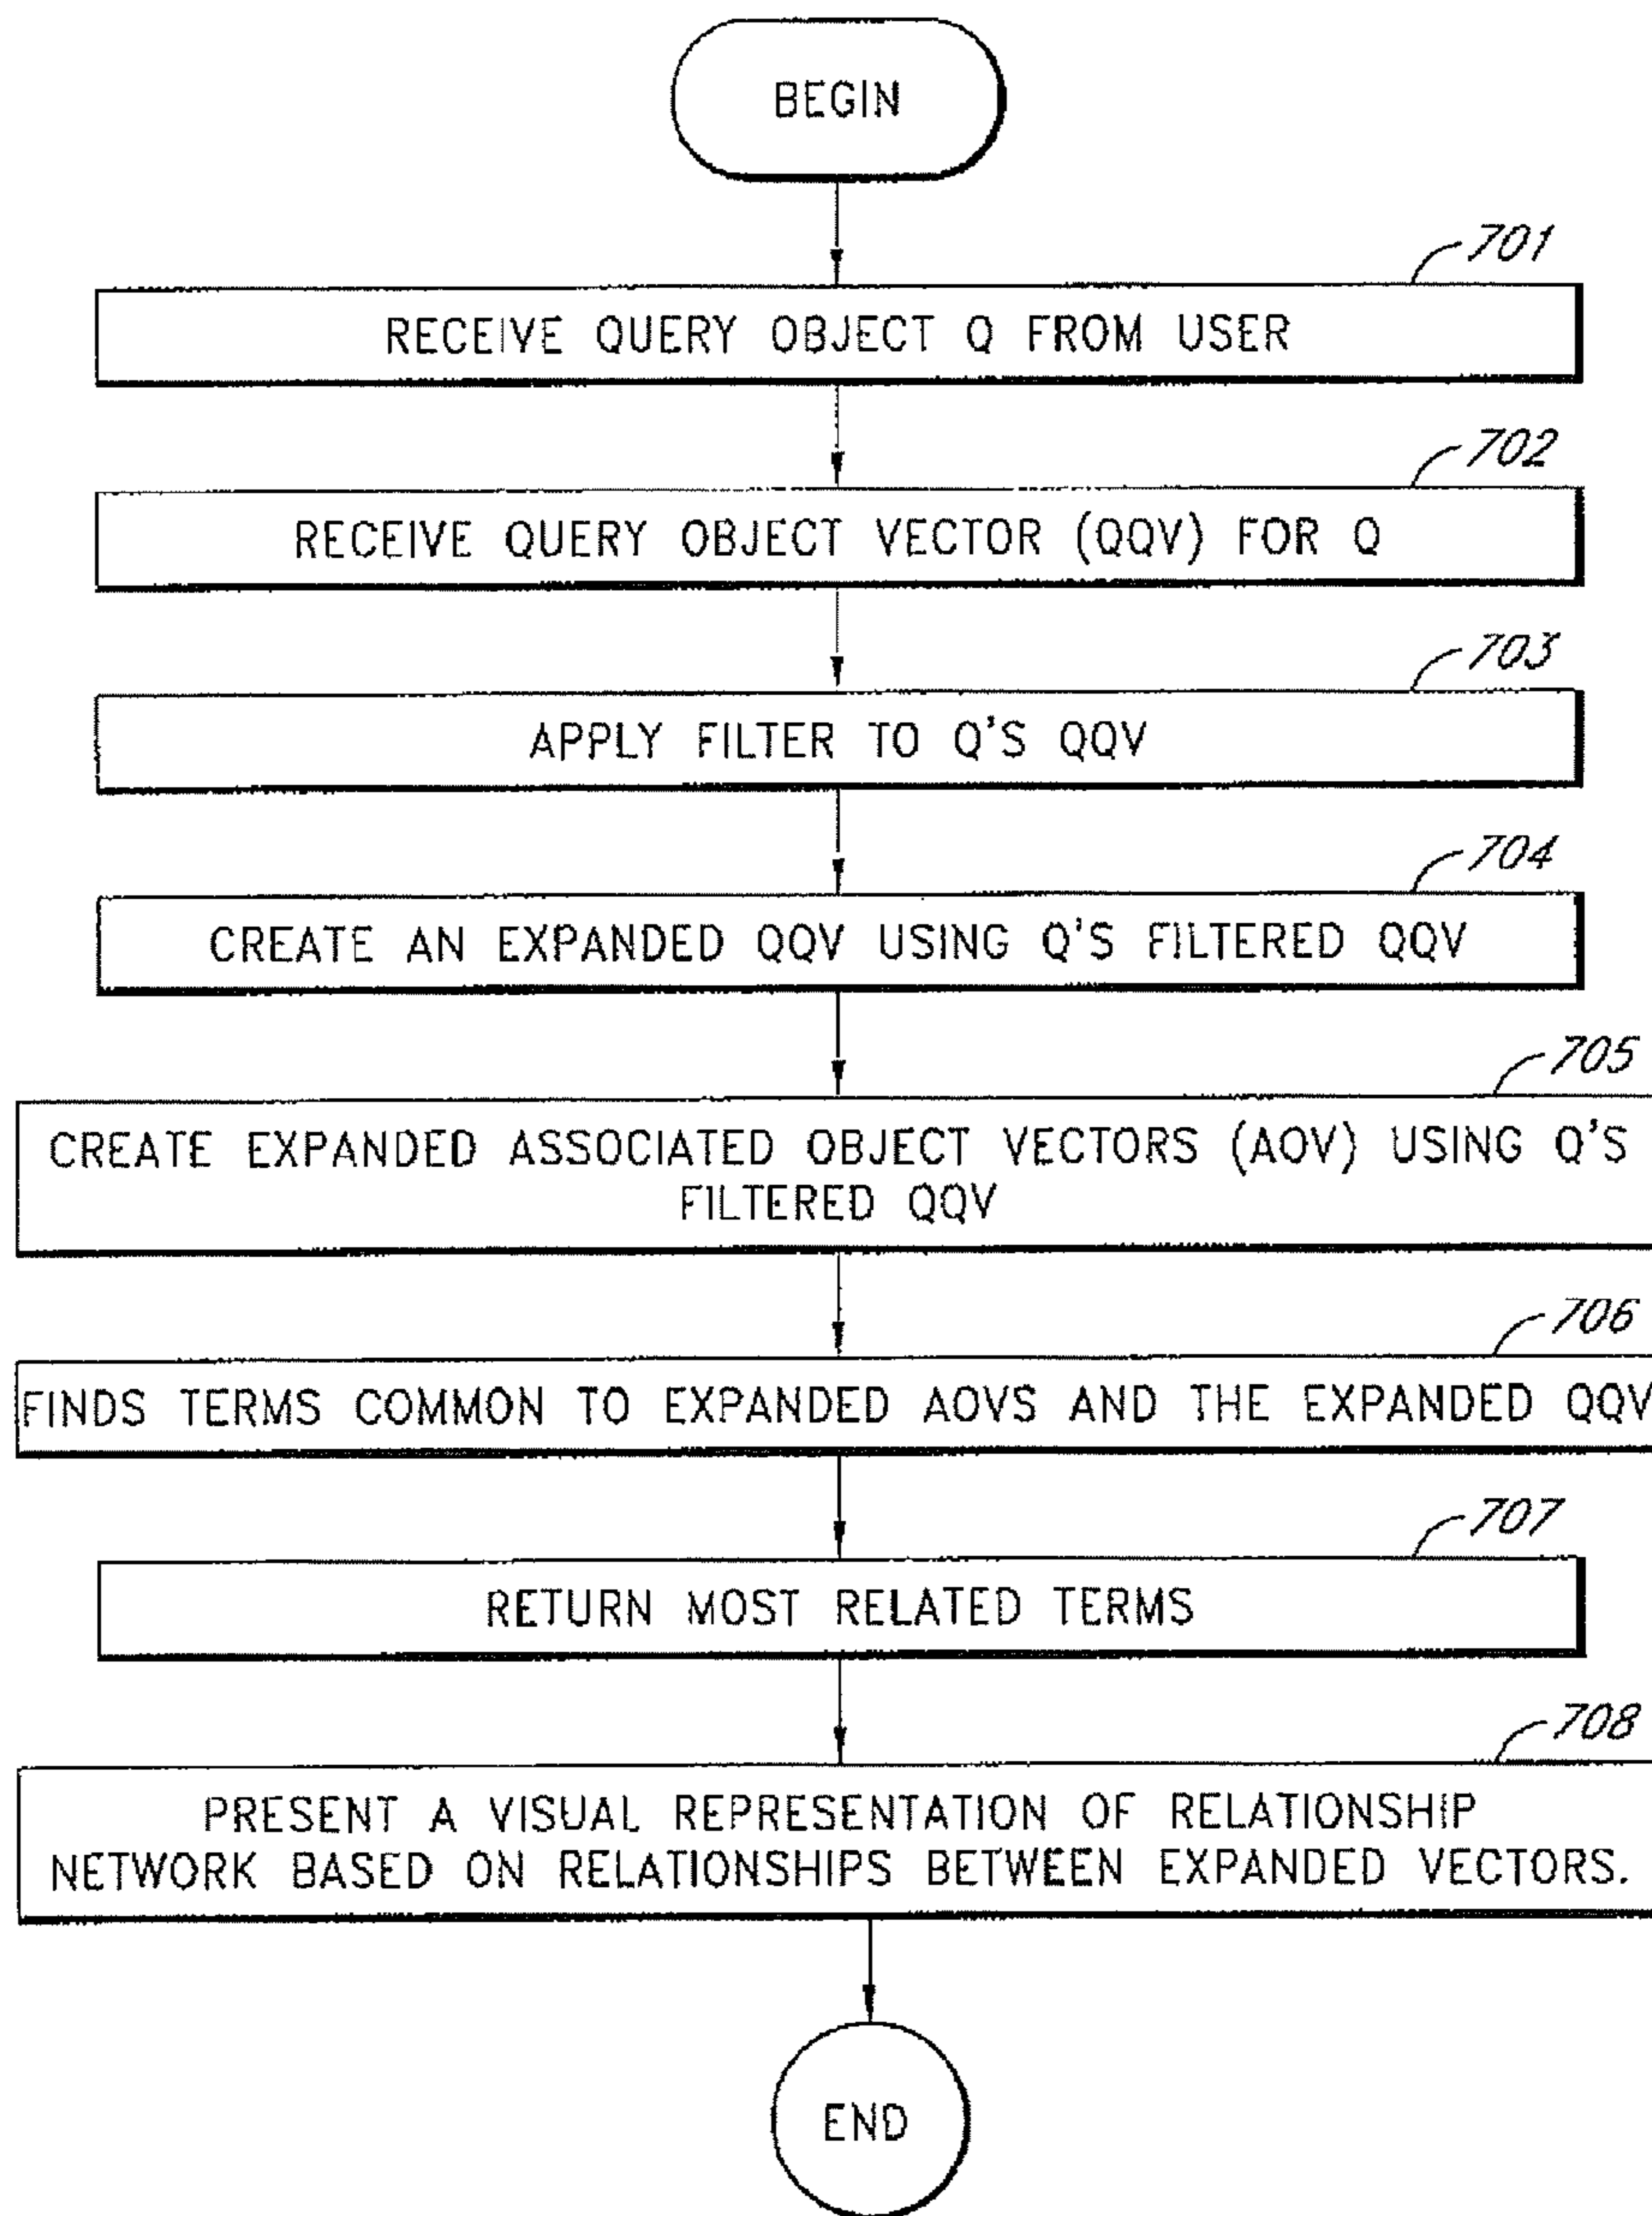 BEGIN
701
RECEIVE QUERY OBJECT Q FROM USER
702
RECEIVE QUERY OBJECT VECTOR (QQV) FOR Q
703
APPLY FILTER TO Q'S QQV
704
CREATE AN EXPANDED QQV USING Q'S FILTERED QQV
705
CREATE EXPANDED ASSOCIATED OBJECT VECTORS (AOV) USING Q'S
FILTERED QQV
706
FINDS TERMS COMMON TO EXPANDED AOVS AND THE EXPANDED QQV
707
RETURN MOST RELATED TERMS
708
PRESENT A VISUAL REPRESENTATION OF RELATIONSHIP
NETWORK BASED ON RELATIONSHIPS BETWEEN EXPANDED VECTORS.
END